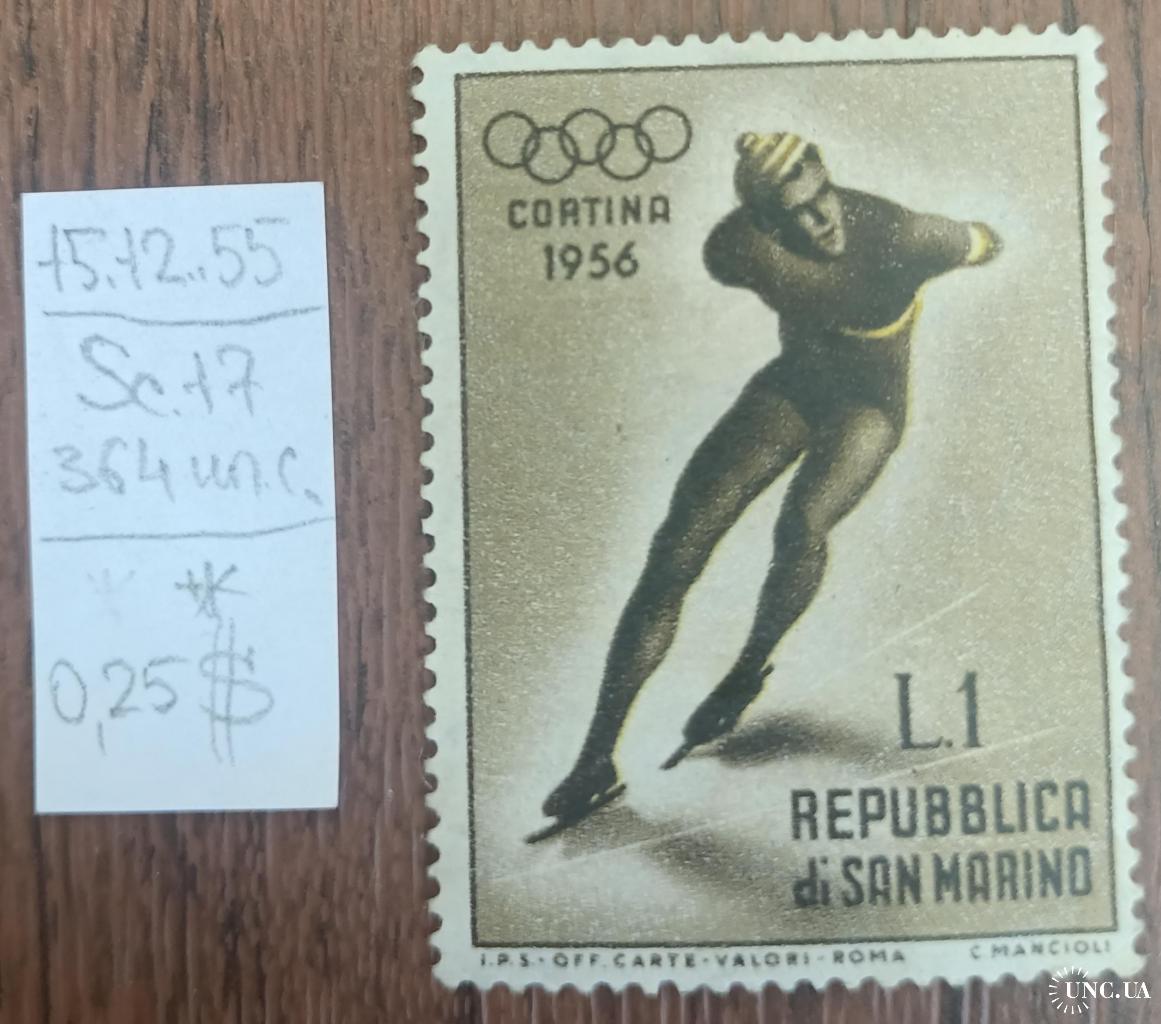 15.12..55
Sc.17
364 шт.с.
**
0,25 $
CORTINA
1956
L.1
REPUBBLICA
di SAN MARINO
I.P.S. - OFF. CARTE - VALORI - ROMA
C MANCIOLI
UNC.UA